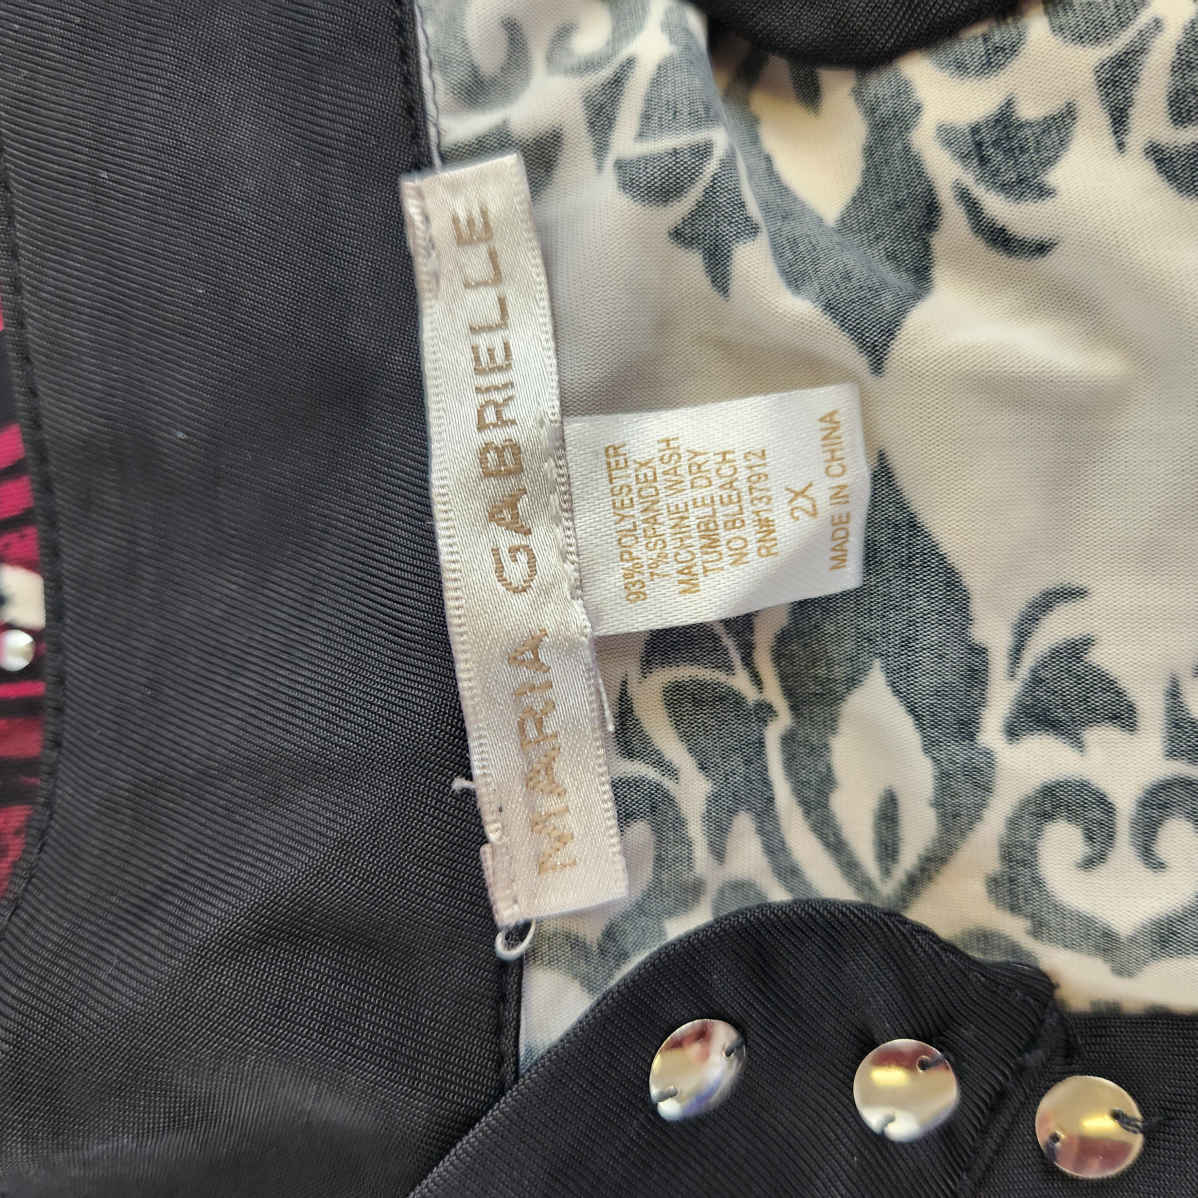 MARIA GABRIELLE
93%POLYESTER
7%SPANDEX
MACHINE WASH
TUMBLE DRY
NO BLEACH
RN#137912
2X
MADE IN CHINA